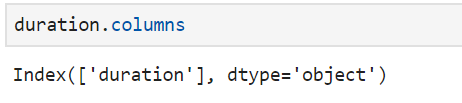 duration.columns
Index(['duration'], dtype='object')